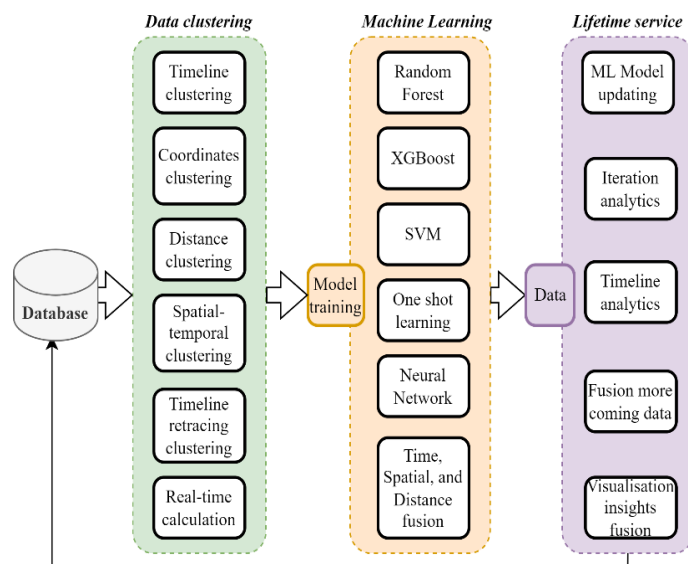 Data clustering
Machine Learning
Lifetime service
Database
Timeline
clustering
Coordinates
clustering
Distance
clustering
Spatial-
temporal
clustering
Timeline
retracing
clustering
Real-time
calculation
Model
training
Random
Forest
XGBoost
SVM
One shot
learning
Neural
Network
Time,
Spatial, and
Distance
fusion
Data
ML Model
updating
Iteration
analytics
Timeline
analytics
Fusion more
coming data
Visualisation
insights
fusion